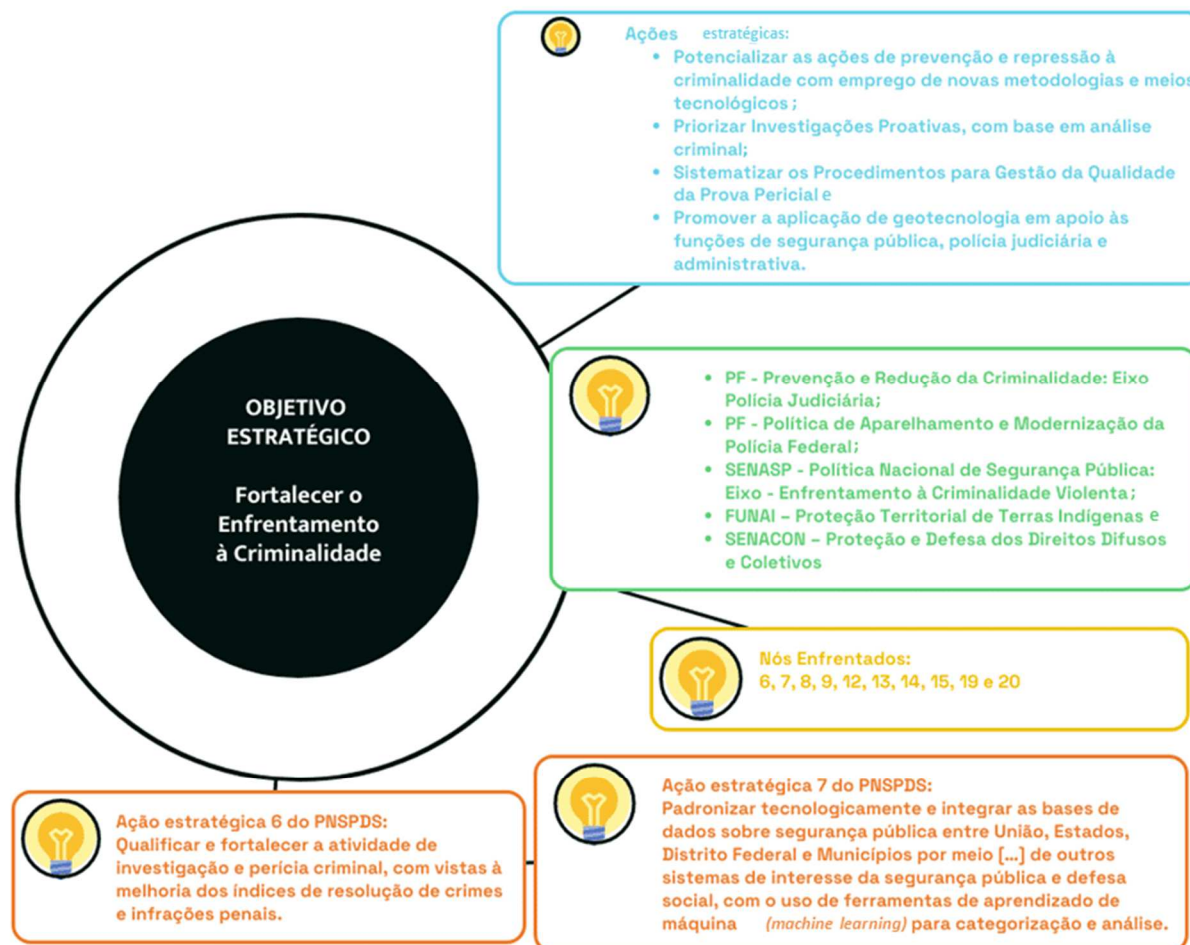 Ações estratégicas:
• Potencializar as ações de prevenção e repressão à
criminalidade com emprego de novas metodologias e meios
tecnológicos;
• Priorizar Investigações Proativas, com base em análise
criminal;
• Sistematizar os Procedimentos para Gestão da Qualidade
da Prova Pericial e
• Promover a aplicação de geotecnologia em apoio às
funções de segurança pública, polícia judiciária e
administrativa.
OBJETIVO
ESTRATÉGICO
Fortalecer o
Enfrentamento
à Criminalidade
• PF - Prevenção e Redução da Criminalidade: Eixo
Polícia Judiciária;
• PF - Política de Aparelhamento e Modernização da
Polícia Federal;
• SENASP - Política Nacional de Segurança Pública:
Eixo - Enfrentamento à Criminalidade Violenta;
• FUNAI – Proteção Territorial de Terras Indígenas e
• SENACON – Proteção e Defesa dos Direitos Difusos
e Coletivos
Nós Enfrentados:
6, 7, 8, 9, 12, 13, 14, 15, 19 e 20
Ação estratégica 6 do PNSPDS:
Qualificar e fortalecer a atividade de
investigação e perícia criminal, com vistas à
melhoria dos índices de resolução de crimes
e infrações penais.
Ação estratégica 7 do PNSPDS:
Padronizar tecnologicamente e integrar as bases de
dados sobre segurança pública entre União, Estados,
Distrito Federal e Municípios por meio [...] de outros
sistemas de interesse da segurança pública e defesa
social, com o uso de ferramentas de aprendizado de
máquina (machine learning) para categorização e análise.